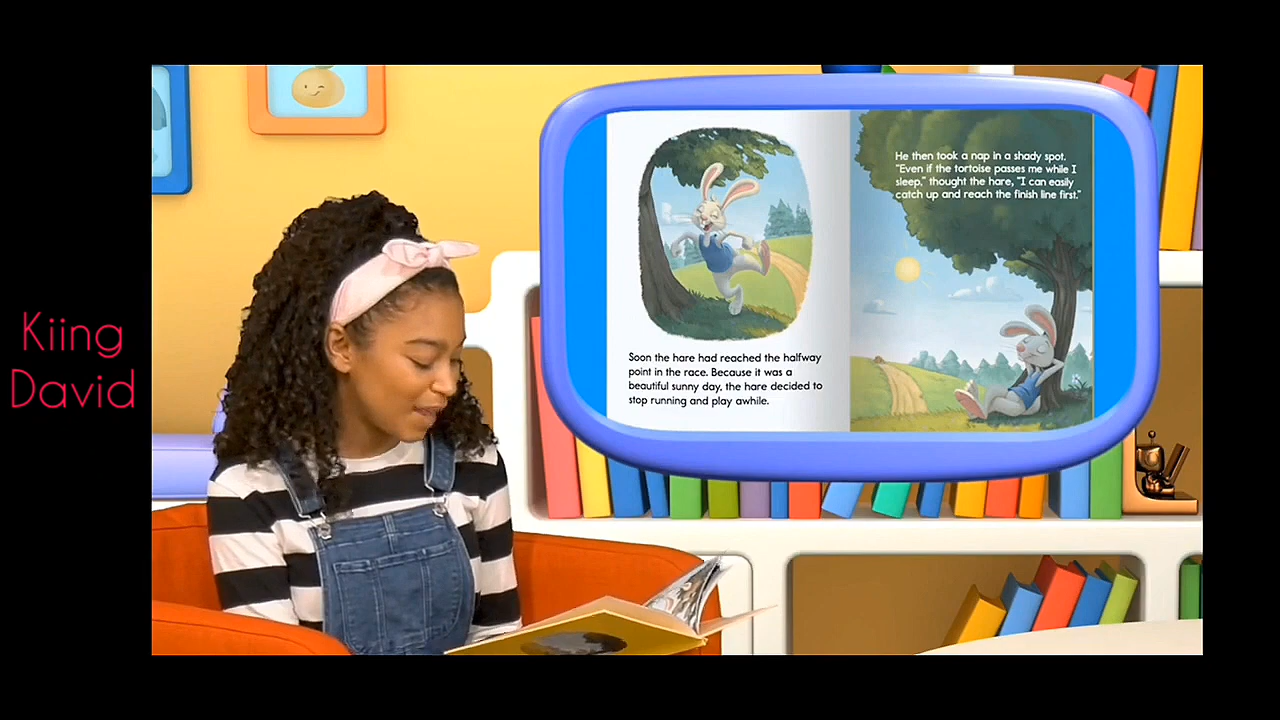 Kiing
David
Soon the hare had reached the halfway
point in the race. Because it was a
beautiful sunny day, the hare decided to
stop running and play awhile.
He then took a nap in a shady spot.
"Even if the tortoise passes me while I
sleep," thought the hare, "I can easily
catch up and reach the finish line first."